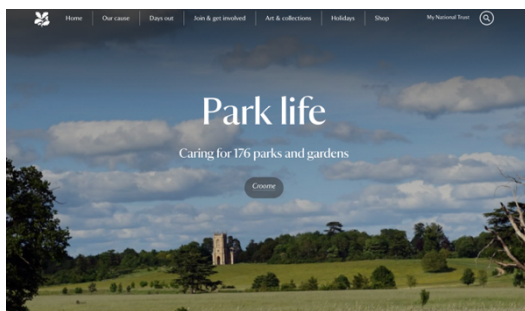 Home Our cause Days out Join & get involved Art & collections Holidays Shop My National Trust
Park life
Caring for 176 parks and gardens
Croome